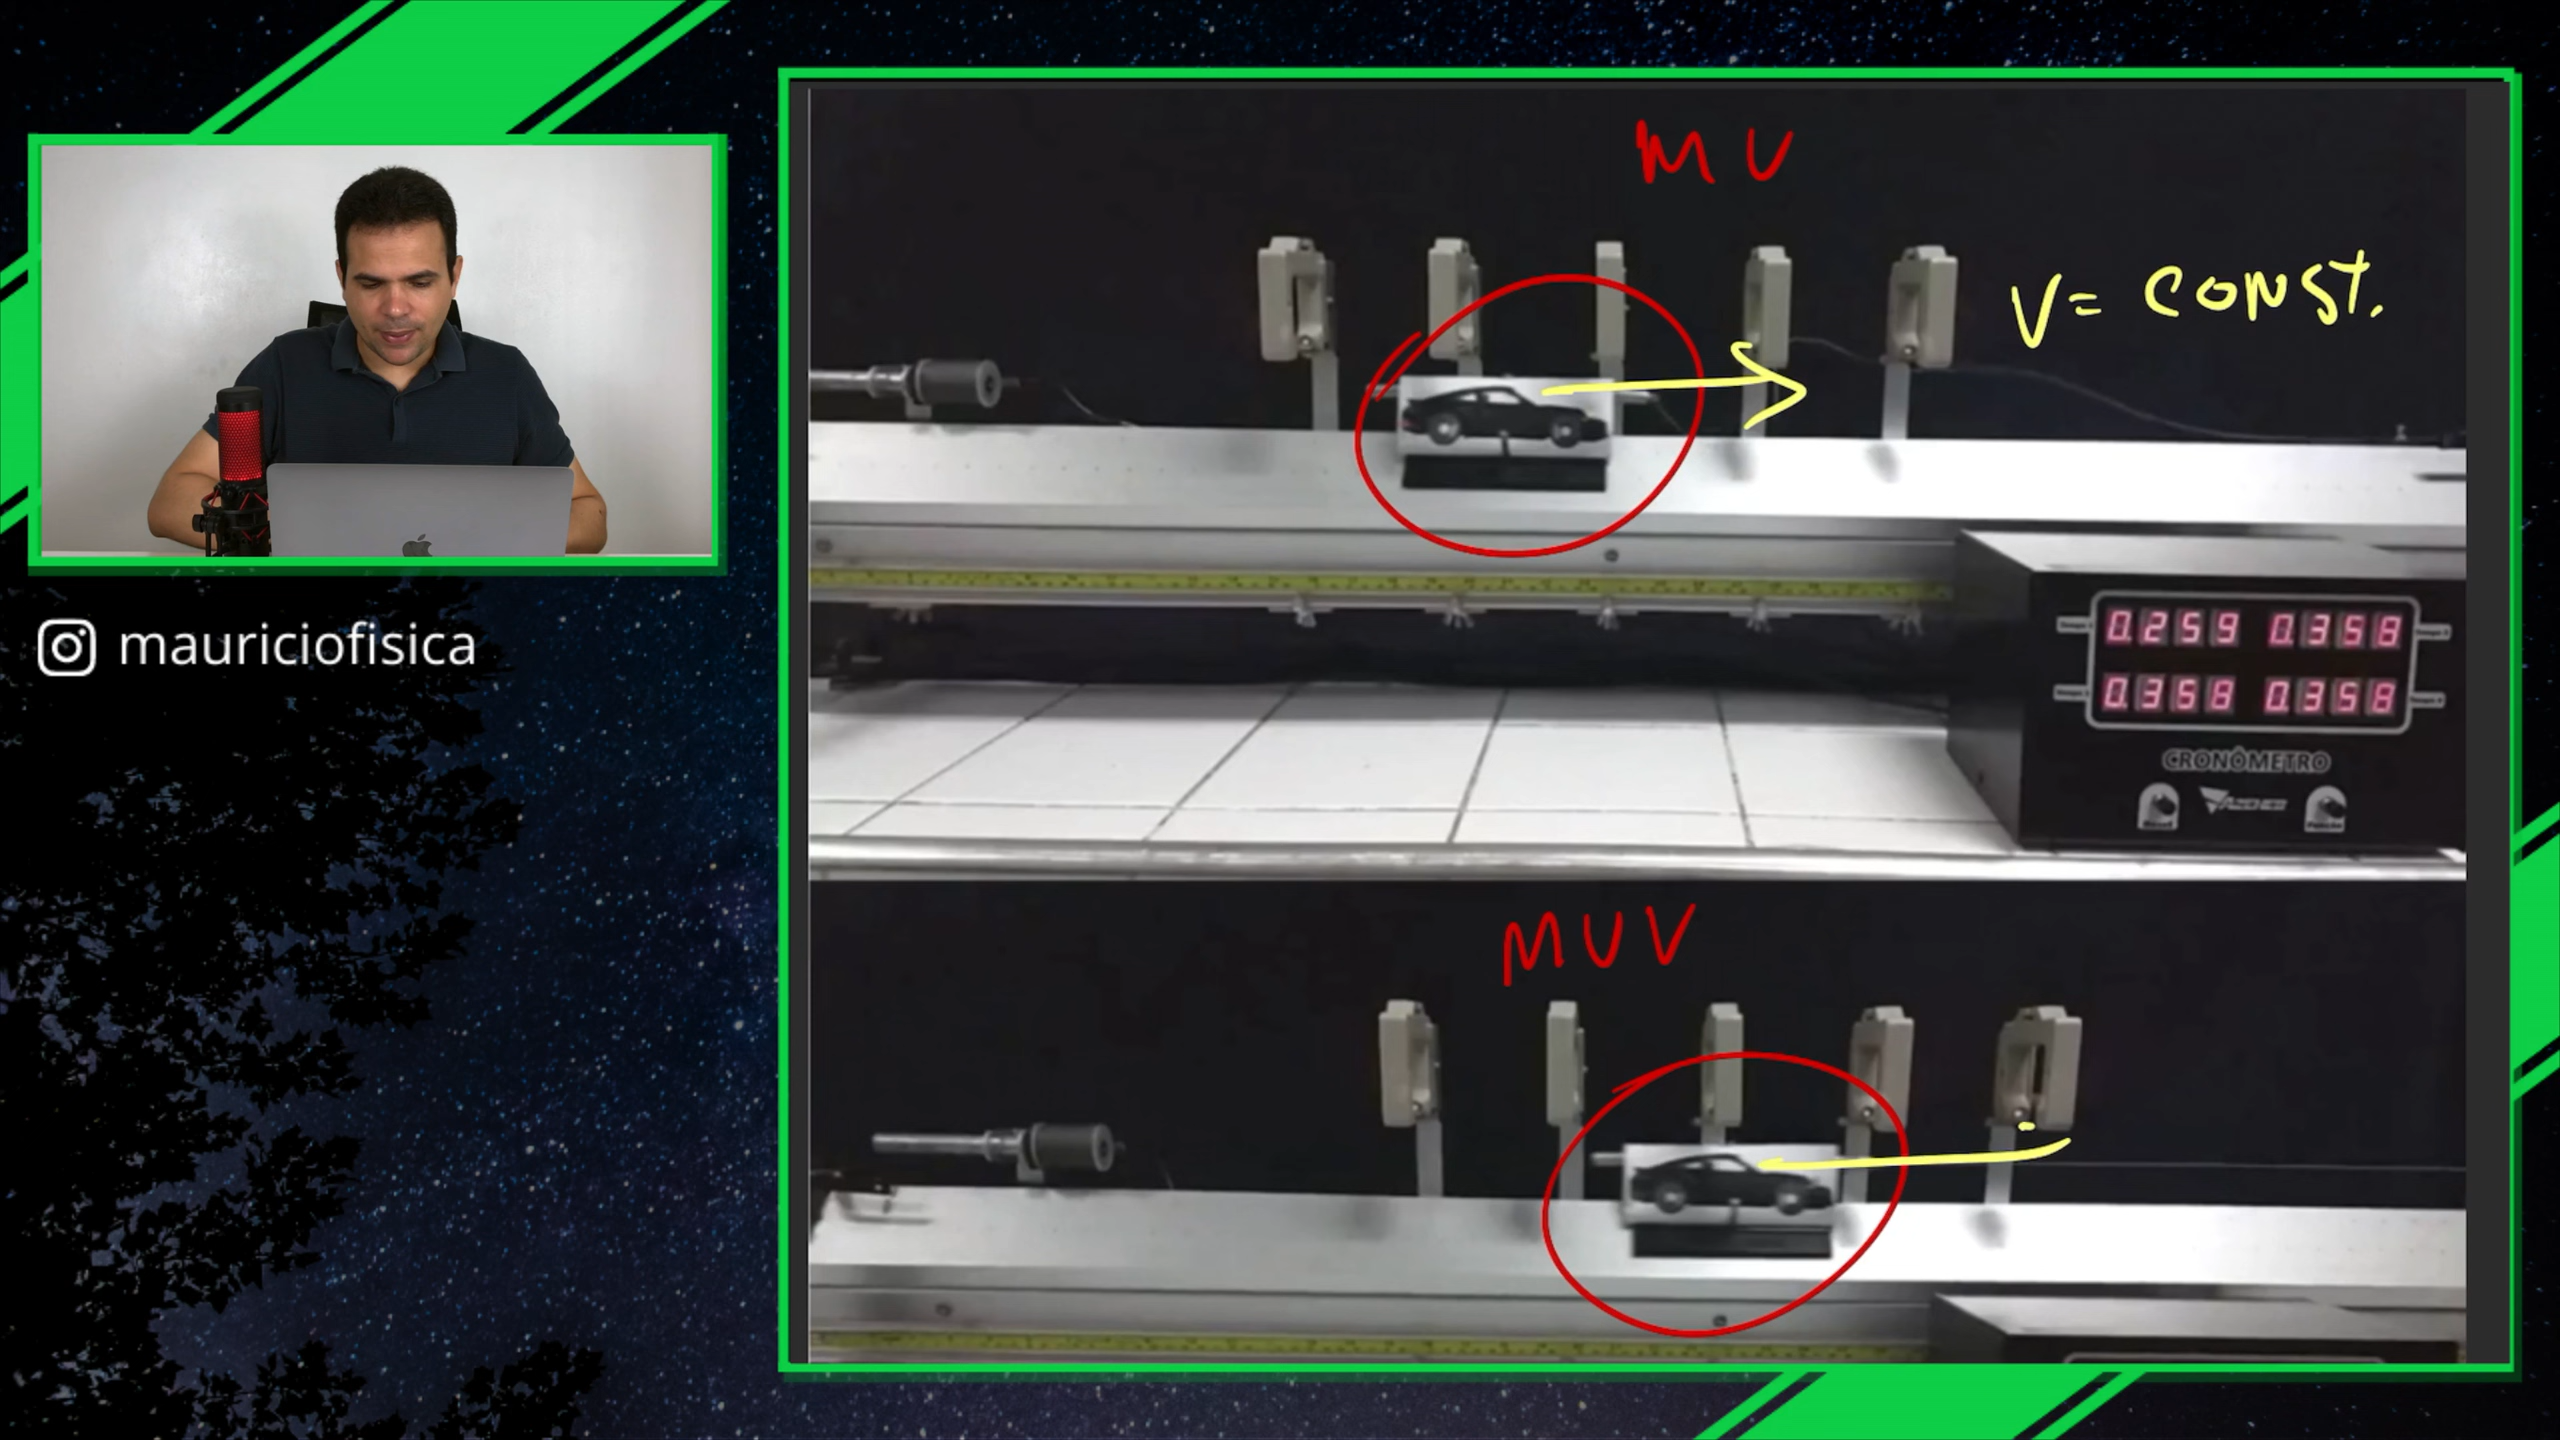 mauriciofisica
MU
V = CONST.
0.259 0.358
0.358 0.358
CRONÔMETRO
MUV